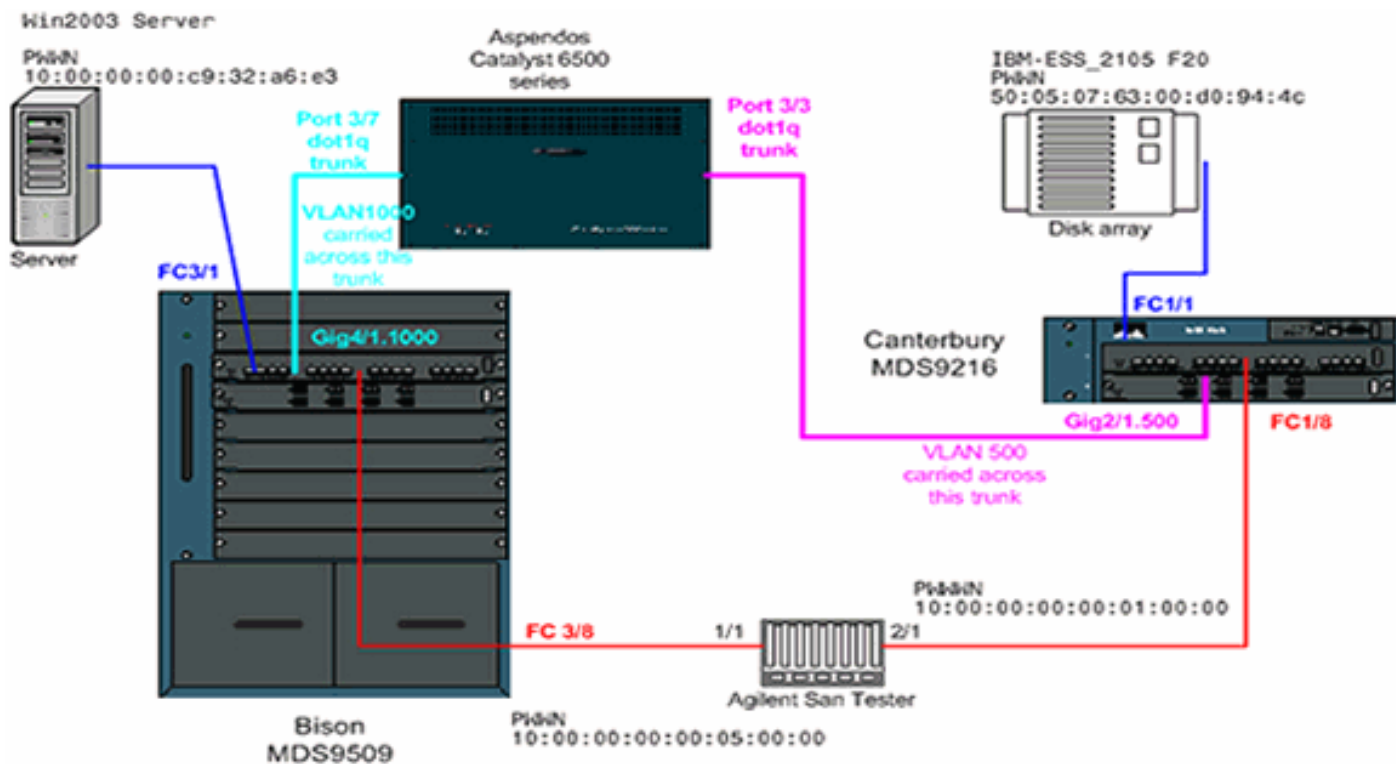 Win2003 Server
PWWN
10:00:00:00:c9:32:a6:e3
Server
FC3/1
Aspendos
Catalyst 6500
series
Port 3/7
dot1q
trunk
VLAN1000
carried
across this
trunk
Port 3/3
dot1q
trunk
IBM-ESS_2105 F20
PWWN
50:05:07:63:00:d0:94:4c
Disk array
FC1/1
Gig4/1.1000
Canterbury
MDS9216
Gig2/1.500
FC1/8
VLAN 500
carried across
this trunk
PWWN
10:00:00:00:00:01:00:00
FC 3/8
1/1
2/1
Agilent San Tester
Bison
MDS9509
PWWN
10:00:00:00:00:05:00:00